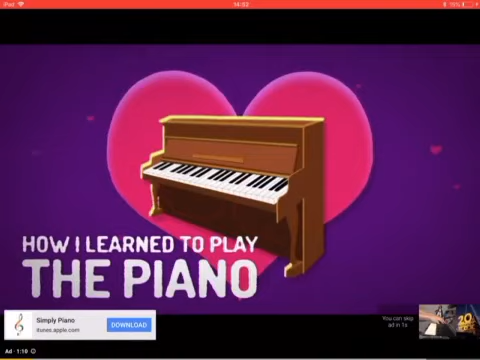 iPad
14:02
HOW I LEARNED TO PLAY
THE PIANO
Simply Piano
itunes.apple.com
DOWNLOAD
You can skip
ad in 1s
Ad · 1:10